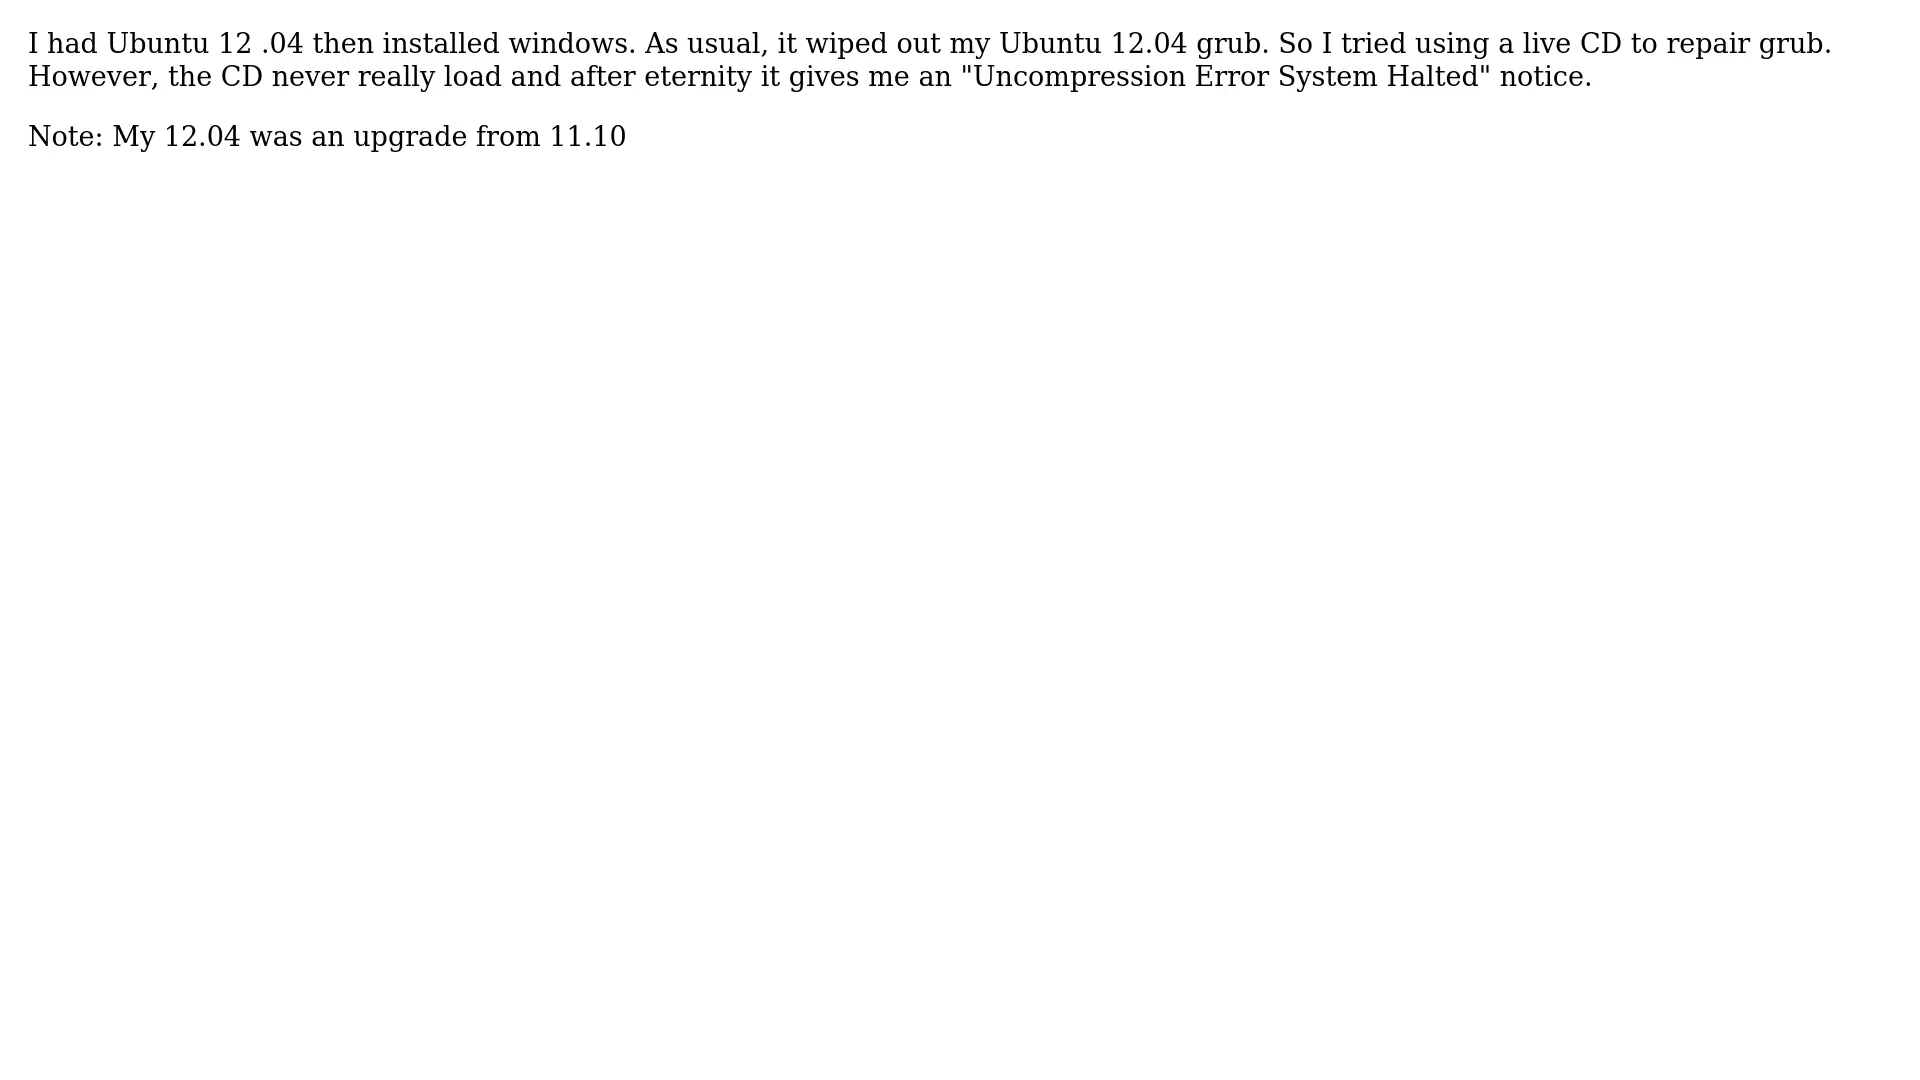 I had Ubuntu 12 .04 then installed windows. As usual, it wiped out my Ubuntu 12.04 grub. So I tried using a live CD to repair grub.
However, the CD never really load and after eternity it gives me an "Uncompression Error System Halted" notice.
Note: My 12.04 was an upgrade from 11.10